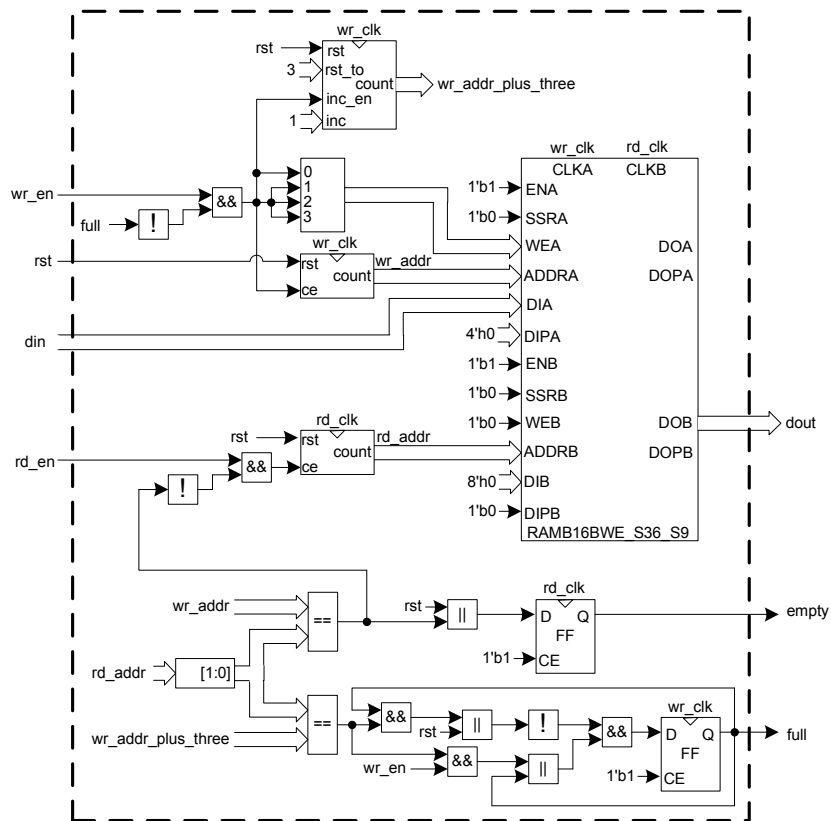 wr_clk
rst
rst
3
rst_to
count
wr_addr_plus_three
inc_en
1
inc
wr_clk rd_clk
CLKA CLKB
wr_en
&&
0
1
2
3
1'b1
ENA
full
!
1'b0
SSRA
WEA
DOA
rst
wr_clk
rst
count
wr_addr
ce
ADDRA
DOPA
DIA
din
4'h0
DIPA
1'b1
ENB
1'b0
SSRB
1'b0
WEB
DOB
dout
rst
rd_clk
rst
count
rd_addr
ce
ADDRB
DOPB
rd_en
&&
!
8'h0
DIB
1'b0
DIPB
RAMB16BWE_S36_S9
wr_addr
==
rst
||
rd_clk
D Q
FF
1'b1
CE
empty
rd_addr
[1:0]
wr_addr_plus_three
==
&&
rst
||
!
&&
wr_clk
D Q
FF
1'b1
CE
full
wr_en
&&
||